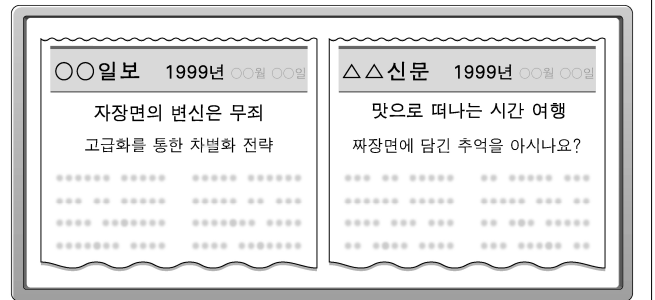 ○○일보 1999년 ○○월 ○○일
자장면의 변신은 무죄
고급화를 통한 차별화 전략
△△신문 1999년 ○○월 ○○일
맛으로 떠나는 시간 여행
짜장면에 담긴 추억을 아시나요?